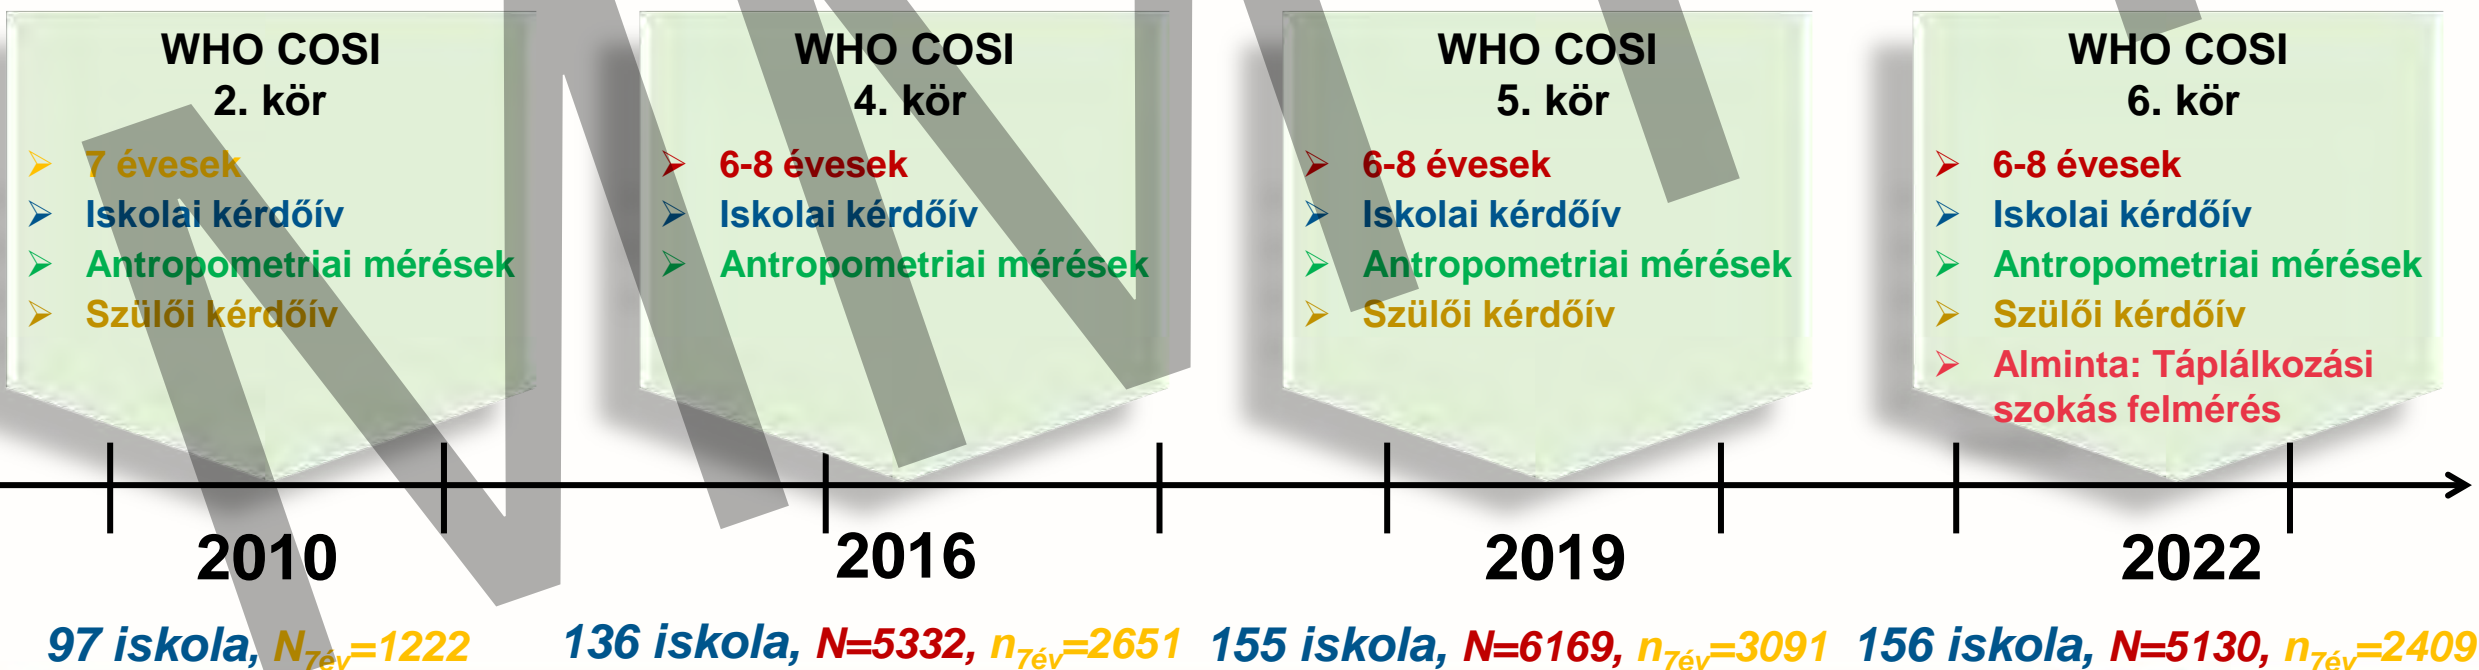 WHO COSI
2. kör
➢ 7 évesek
➢ Iskolai kérdőív
➢ Antropometriai mérések
➢ Szülői kérdőív
WHO COSI
4. kör
➢ 6-8 évesek
➢ Iskolai kérdőív
➢ Antropometriai mérések
WHO COSI
5. kör
➢ 6-8 évesek
➢ Iskolai kérdőív
➢ Antropometriai mérések
➢ Szülői kérdőív
WHO COSI
6. kör
➢ 6-8 évesek
➢ Iskolai kérdőív
➢ Antropometriai mérések
➢ Szülői kérdőív
➢ Alminta: Táplálkozási
szokás felmérés
2010
2016
2019
2022
97 iskola, N7év=1222
136 iskola, N=5332, n7év=2651
155 iskola, N=6169, n7év=3091
156 iskola, N=5130, n7év=2409